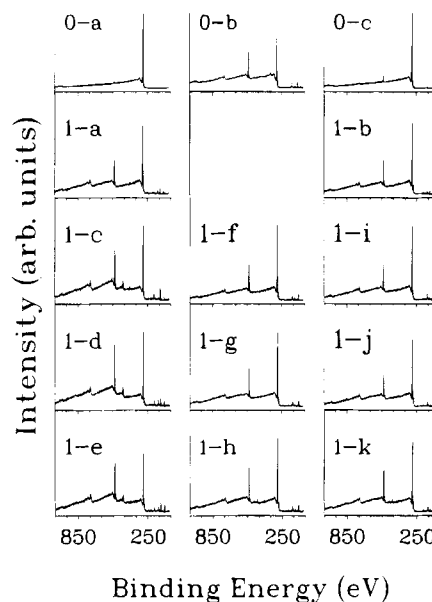 0-a 0-b 0-c
1-a 1-b
1-c 1-f 1-i
1-d 1-g 1-j
1-e 1-h 1-k
Intensity (arb. units)
850 250 850 250 850 250
Binding Energy (eV)